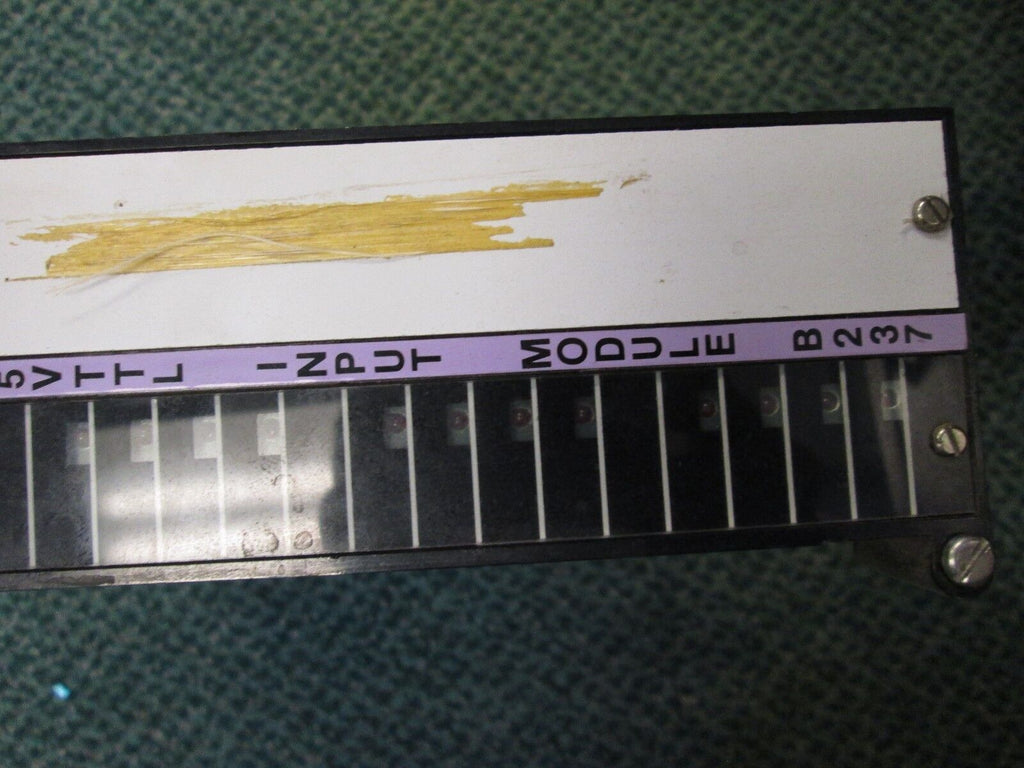 5V TTL INPUT MODULE B237